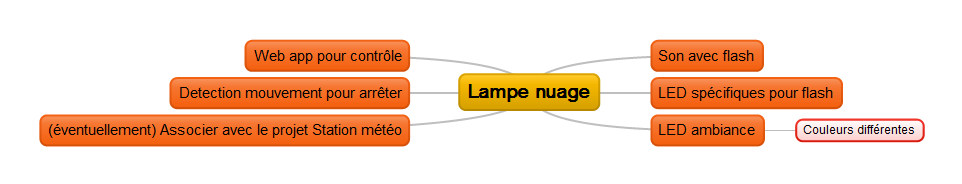 Web app pour contrôle
Detection mouvement pour arrêter
(éventuellement) Associer avec le projet Station météo
Lampe nuage
Son avec flash
LED spécifiques pour flash
LED ambiance
Couleurs différentes